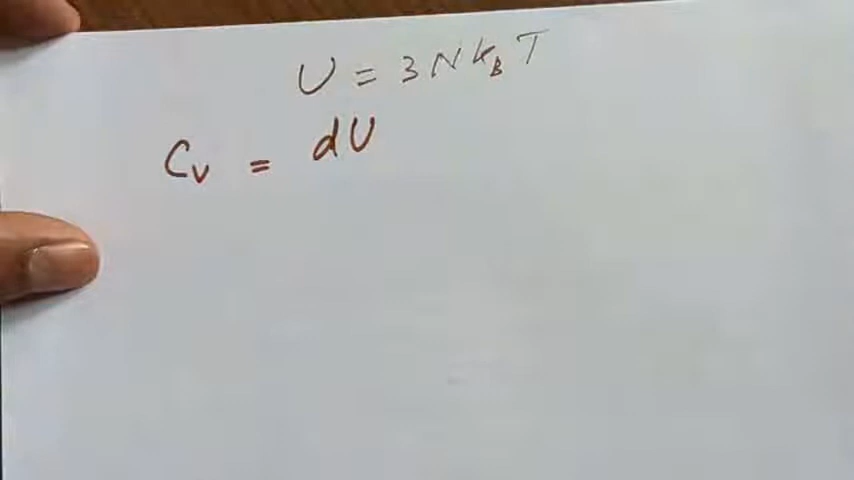 U = 3Nk_B T
C_v = dU